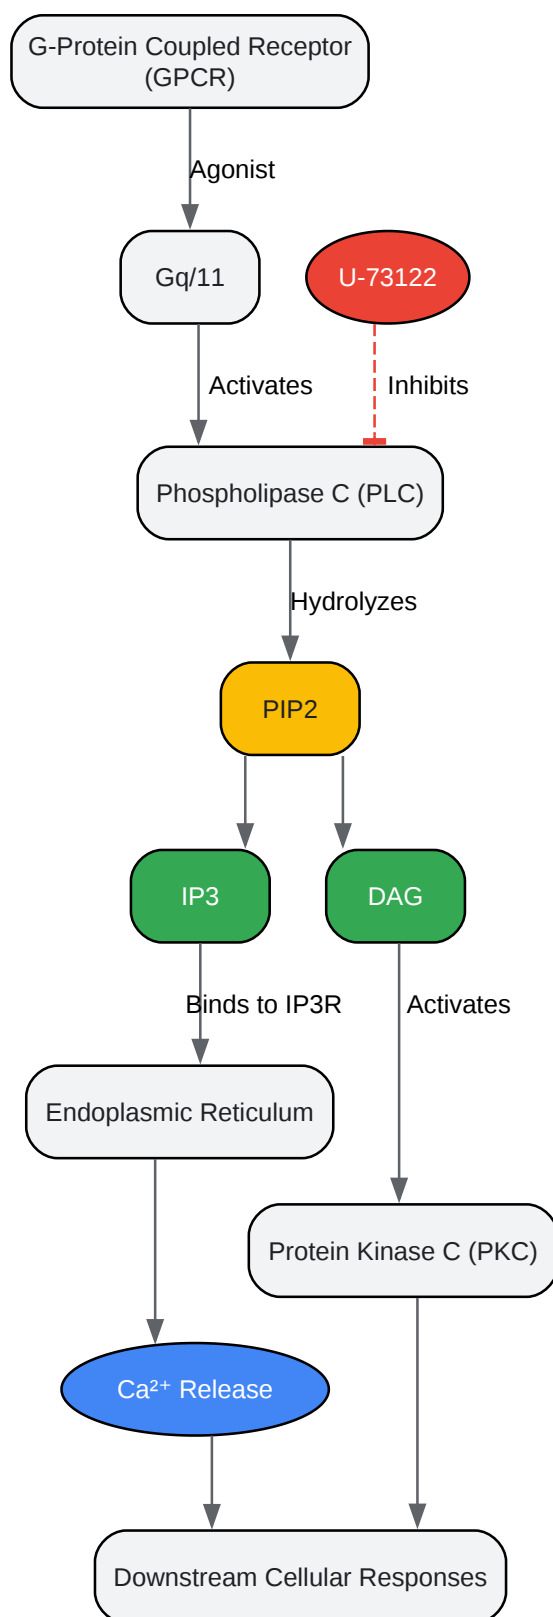 G-Protein Coupled Receptor
(GPCR)
Agonist
Gq/11
U-73122
Activates
Inhibits
Phospholipase C (PLC)
Hydrolyzes
PIP2
IP3
DAG
Binds to IP3R
Activates
Endoplasmic Reticulum
Protein Kinase C (PKC)
Ca²⁺ Release
Downstream Cellular Responses